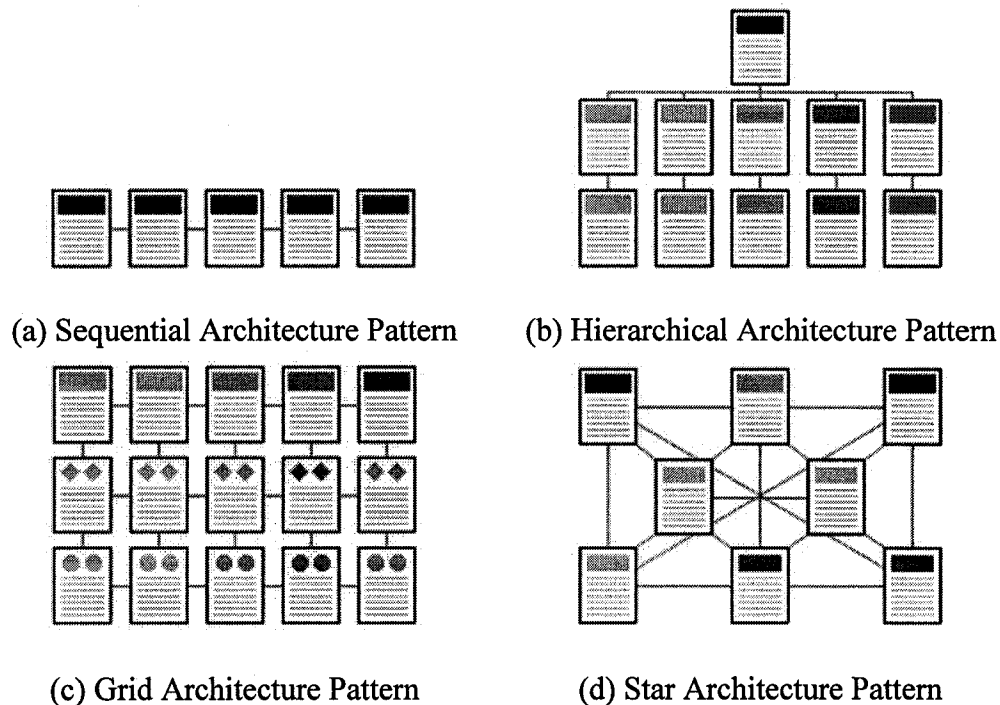 (a) Sequential Architecture Pattern
(b) Hierarchical Architecture Pattern
(c) Grid Architecture Pattern
(d) Star Architecture Pattern